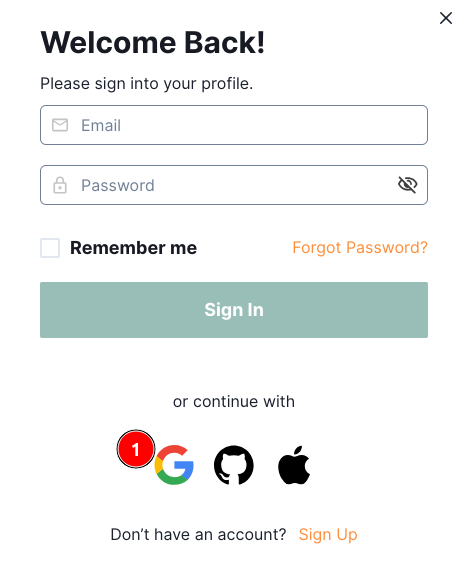 Welcome Back!
Please sign into your profile.
Email
Password
Remember me
Forgot Password?
Sign In
or continue with
1
Don’t have an account? Sign Up